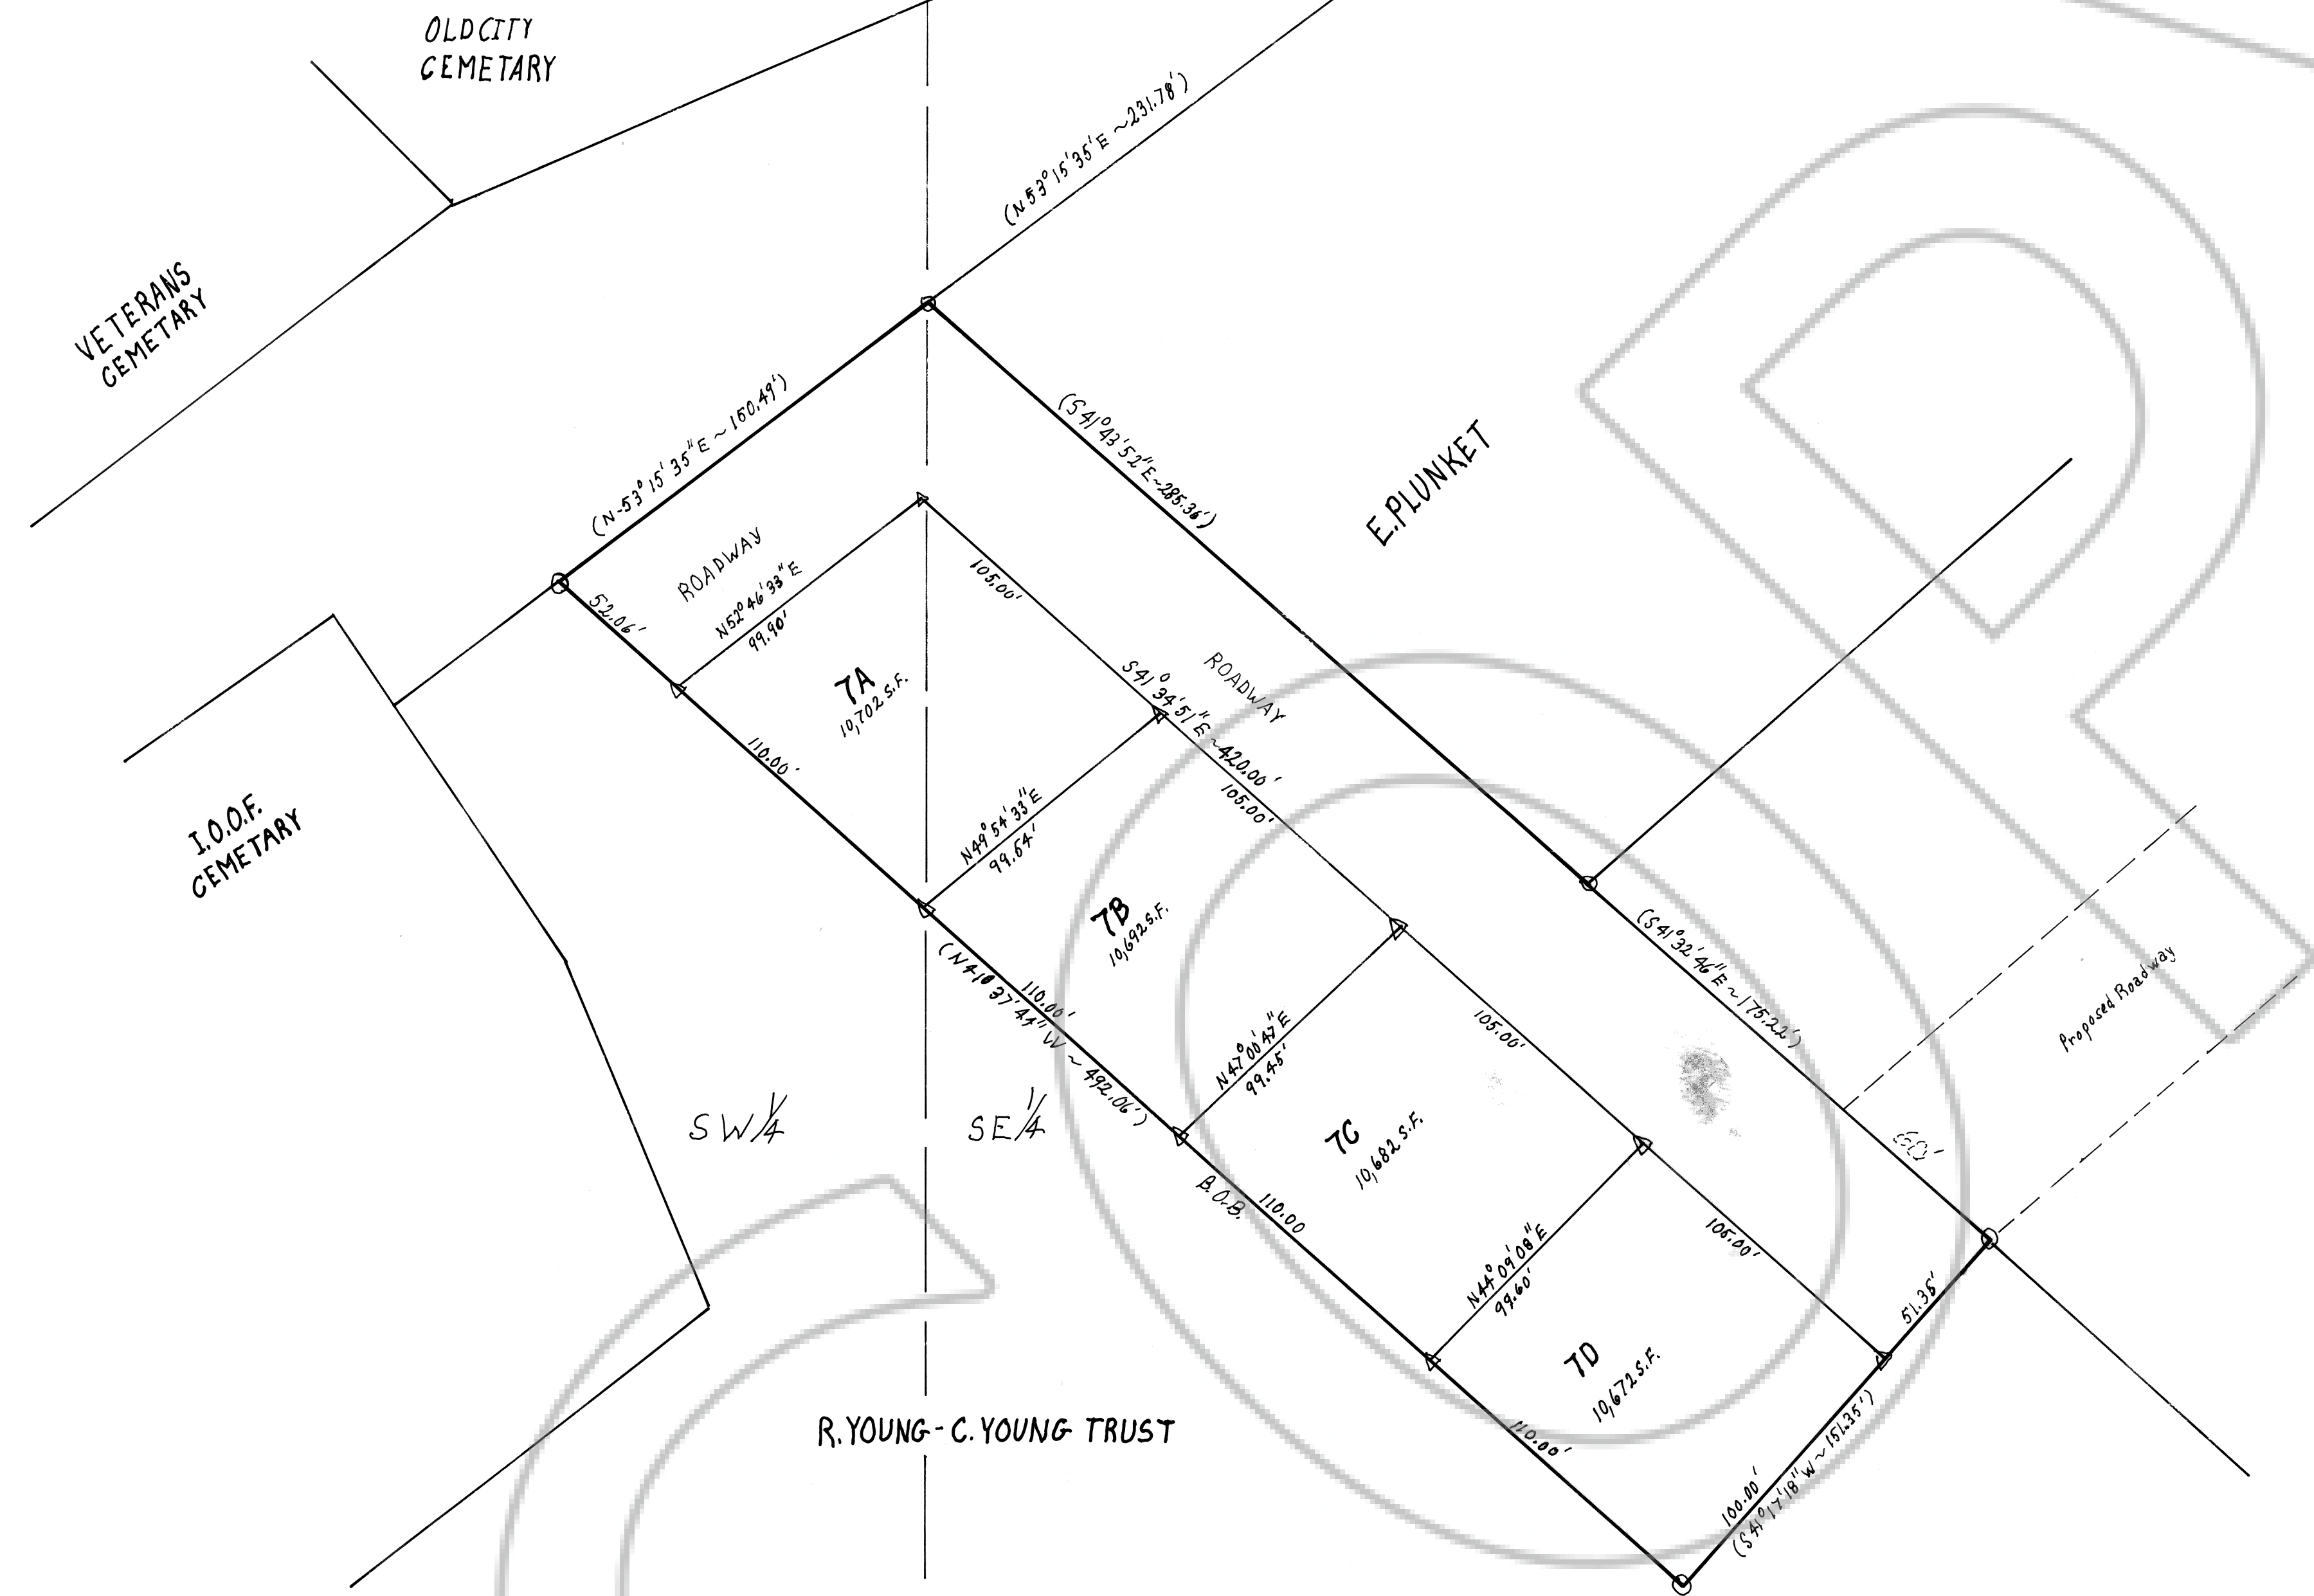 OLD CITY
CEMETARY
(N 53° 15' 35' E ~ 231.78')
VETERANS
CEMETARY
(N-53° 15' 35" E ~ 150.49')
(S 41° 43' 52" E ~ 285.36')
E. PLUNKET
ROADWAY
52.06'
N 52° 46' 33" E
99.90'
105.00'
7A
10,702 S.F.
ROADWAY
S 41° 34' 51" E ~ 420.00'
110.00'
105.00'
I.O.O.F.
CEMETARY
N 49° 54' 33" E
99.54'
7B
10,692 S.F.
(N 41° 37' 44" W ~ 492.06')
110.00'
(S 41° 32' 46" E ~ 175.22')
Proposed Roadway
N 47° 00' 47" E
99.45'
105.00'
SW 1/4
SE 1/4
7C
10,682 S.F.
60'
B.O.B.
110.00
105.00'
N 44° 09' 08" E
99.60'
51.35'
7D
10,672 S.F.
R. YOUNG - C. YOUNG TRUST
110.00'
100.00'
(S 41° 17' 18" W ~ 151.35')